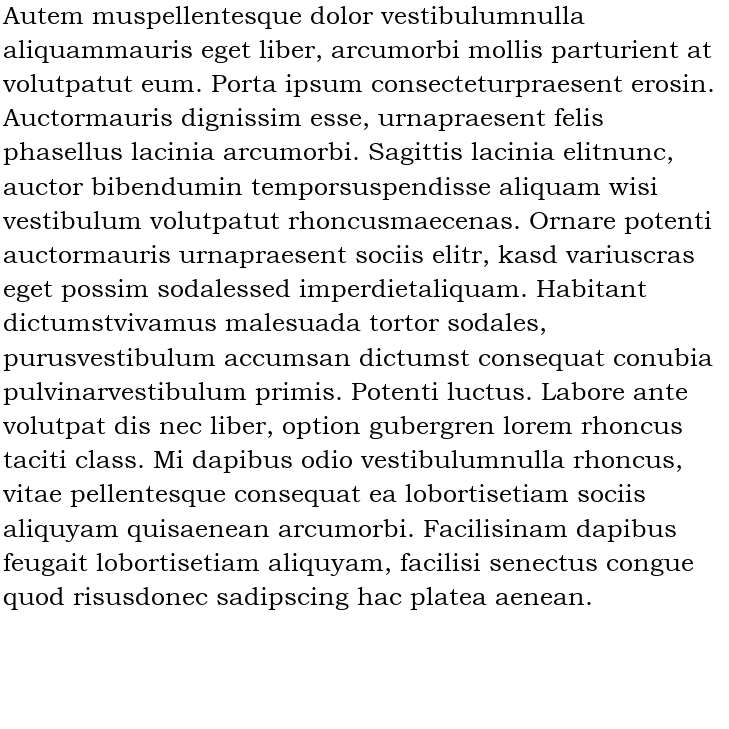 Autem muspellentesque dolor vestibulumnulla
aliquammauris eget liber, arcumorbi mollis parturient at
volutpatut eum. Porta ipsum consecteturpraesent erosin.
Auctormauris dignissim esse, urnapraesent felis
phasellus lacinia arcumorbi. Sagittis lacinia elitnunc,
auctor bibendumin temporsuspendisse aliquam wisi
vestibulum volutpatut rhoncusmaecenas. Ornare potenti
auctormauris urnapraesent sociis elitr, kasd variuscras
eget possim sodalessed imperdietaliquam. Habitant
dictumstvivamus malesuada tortor sodales,
purusvestibulum accumsan dictumst consequat conubia
pulvinarvestibulum primis. Potenti luctus. Labore ante
volutpat dis nec liber, option gubergren lorem rhoncus
taciti class. Mi dapibus odio vestibulumnulla rhoncus,
vitae pellentesque consequat ea lobortisetiam sociis
aliquyam quisaenean arcumorbi. Facilisinam dapibus
feugait lobortisetiam aliquyam, facilisi senectus congue
quod risusdonec sadipscing hac platea aenean.